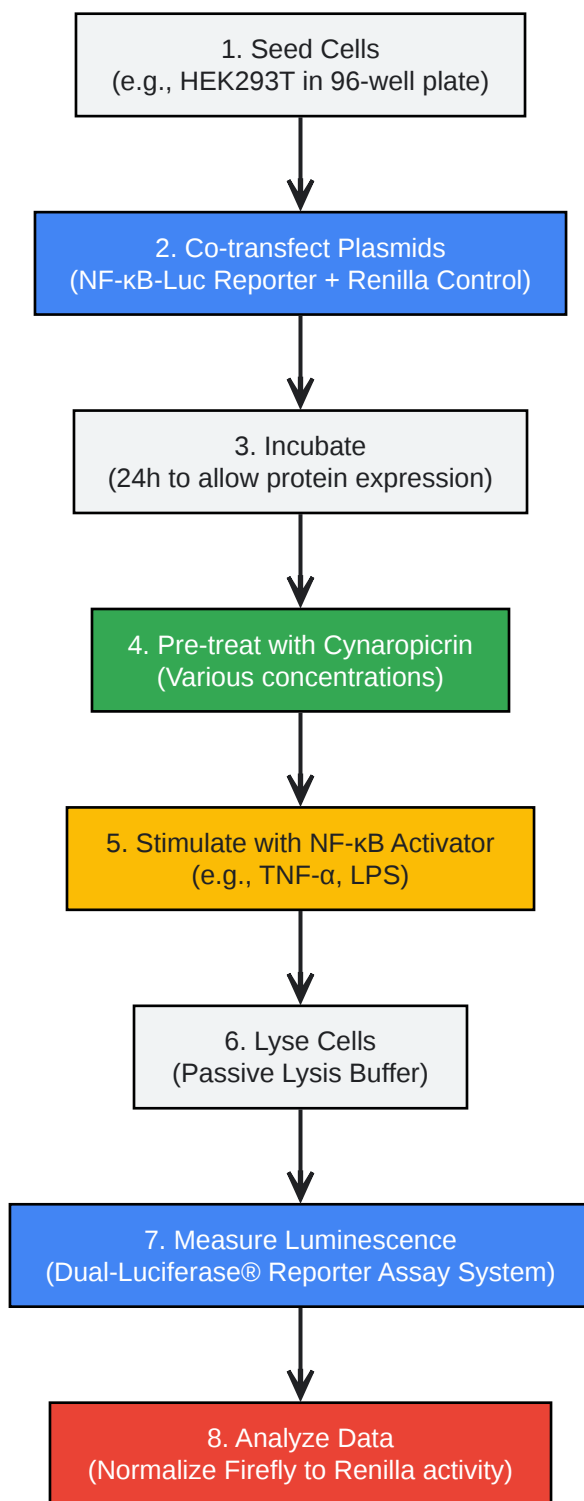 1. Seed Cells
(e.g., HEK293T in 96-well plate)
2. Co-transfect Plasmids
(NF-κB-Luc Reporter + Renilla Control)
3. Incubate
(24h to allow protein expression)
4. Pre-treat with Cynaropicrin
(Various concentrations)
5. Stimulate with NF-κB Activator
(e.g., TNF-α, LPS)
6. Lyse Cells
(Passive Lysis Buffer)
7. Measure Luminescence
(Dual-Luciferase® Reporter Assay System)
8. Analyze Data
(Normalize Firefly to Renilla activity)